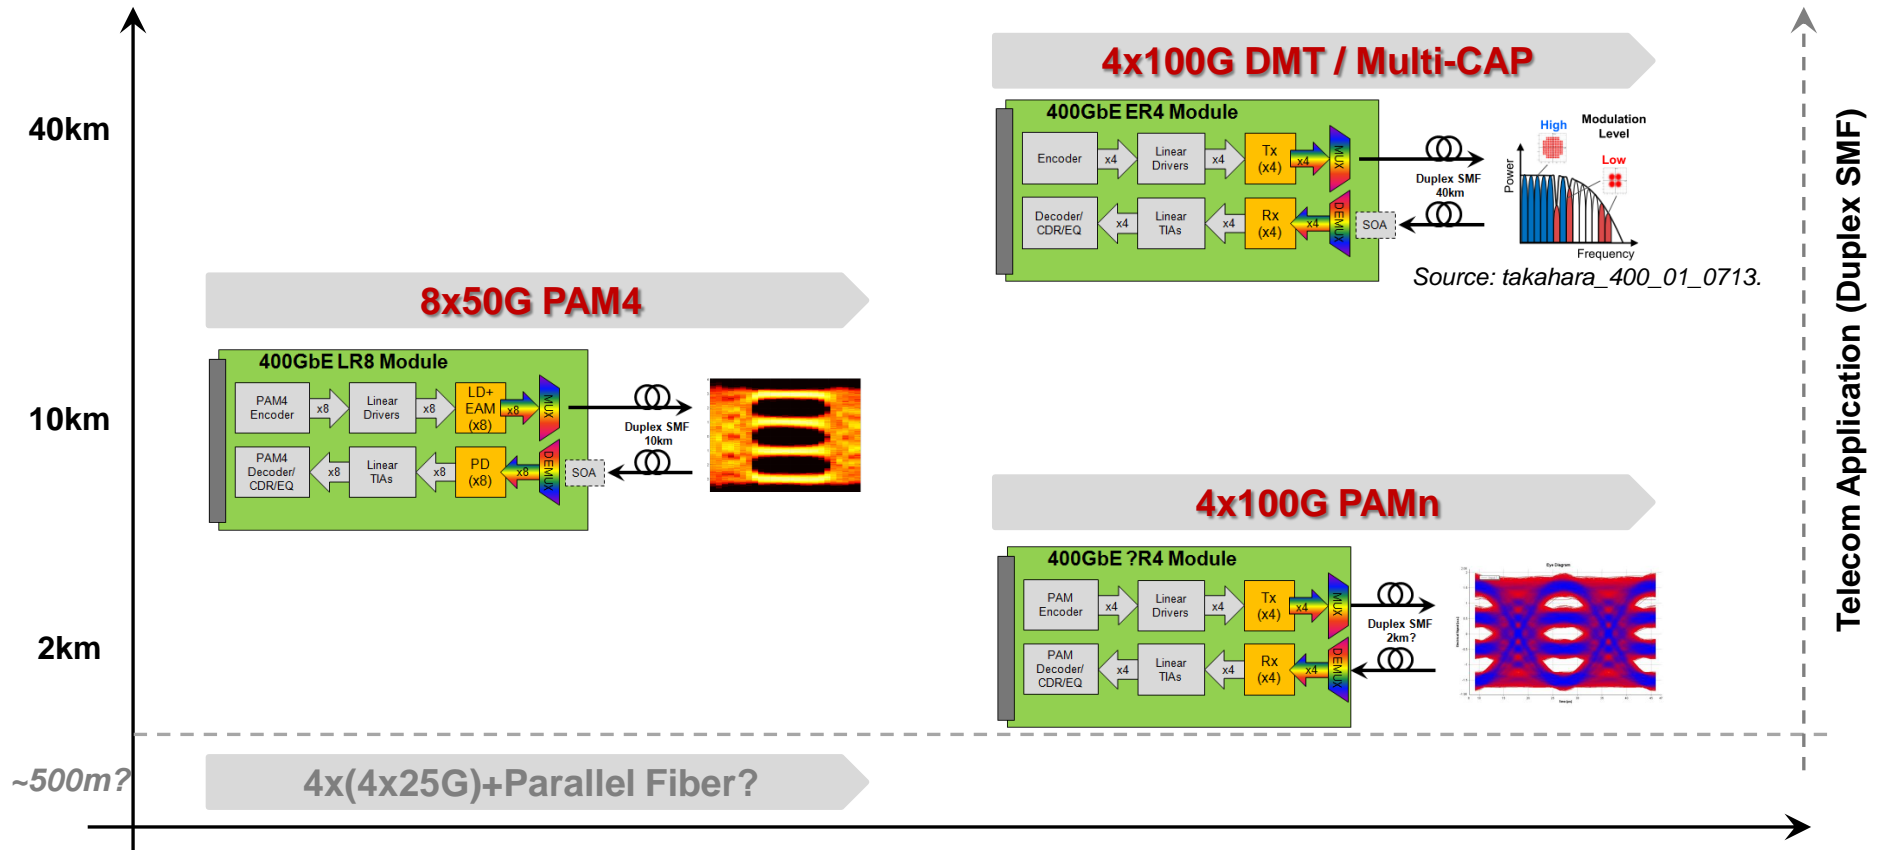 40km
10km
2km
~500m?
4x100G DMT / Multi-CAP
400GbE ER4 Module
Encoder
x4
Linear
Drivers
x4
Tx
(x4)
x4
MUX
Decoder/
CDR/EQ
x4
Linear
TIAs
x4
Rx
(x4)
x4
DEMUX
SOA
Duplex SMF
40km
High
Modulation
Level
Low
Power
Frequency
Source: takahara_400_01_0713.
8x50G PAM4
400GbE LR8 Module
PAM4
Encoder
x8
Linear
Drivers
x8
LD+
EAM
(x8)
x8
MUX
PAM4
Decoder/
CDR/EQ
x8
Linear
TIAs
x8
PD
(x8)
x8
DEMUX
SOA
Duplex SMF
10km
4x100G PAMn
400GbE ?R4 Module
PAM
Encoder
x4
Linear
Drivers
x4
Tx
(x4)
x4
MUX
PAM
Decoder/
CDR/EQ
x4
Linear
TIAs
x4
Rx
(x4)
x4
DEMUX
Duplex SMF
2km?
Eye Diagram
4x(4x25G)+Parallel Fiber?
Telecom Application (Duplex SMF)